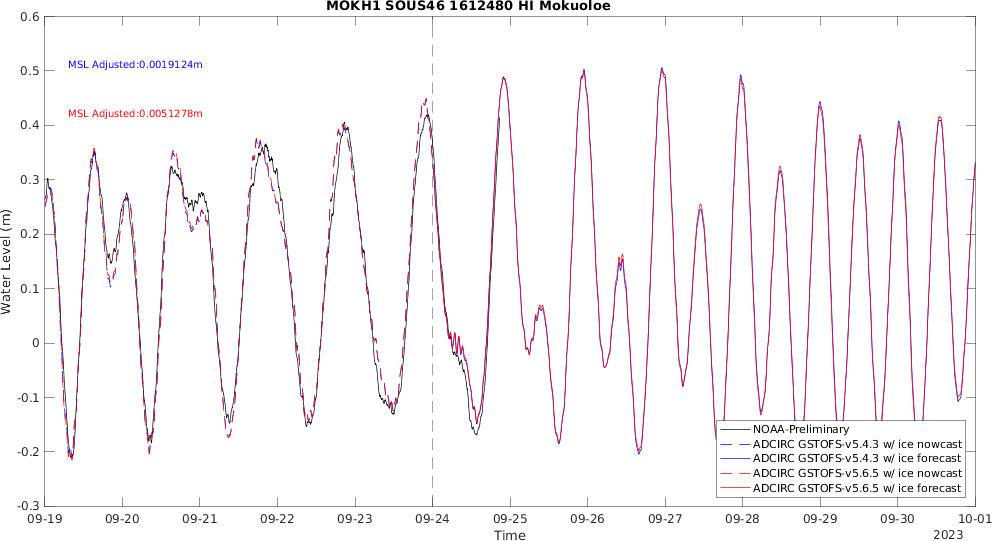 MOKH1 SOUS46 1612480 HI Mokuoloe
MSL Adjusted:0.0019124m
MSL Adjusted:0.0051278m
Water Level (m)
0.6
0.5
0.4
0.3
0.2
0.1
0
-0.1
-0.2
-0.3
NOAA-Preliminary
ADCIRC GSTOFS-v5.4.3 w/ ice nowcast
ADCIRC GSTOFS-v5.4.3 w/ ice forecast
ADCIRC GSTOFS-v5.6.5 w/ ice nowcast
ADCIRC GSTOFS-v5.6.5 w/ ice forecast
09-19 09-20 09-21 09-22 09-23 09-24 09-25 09-26 09-27 09-28 09-29 09-30 10-01
Time
2023